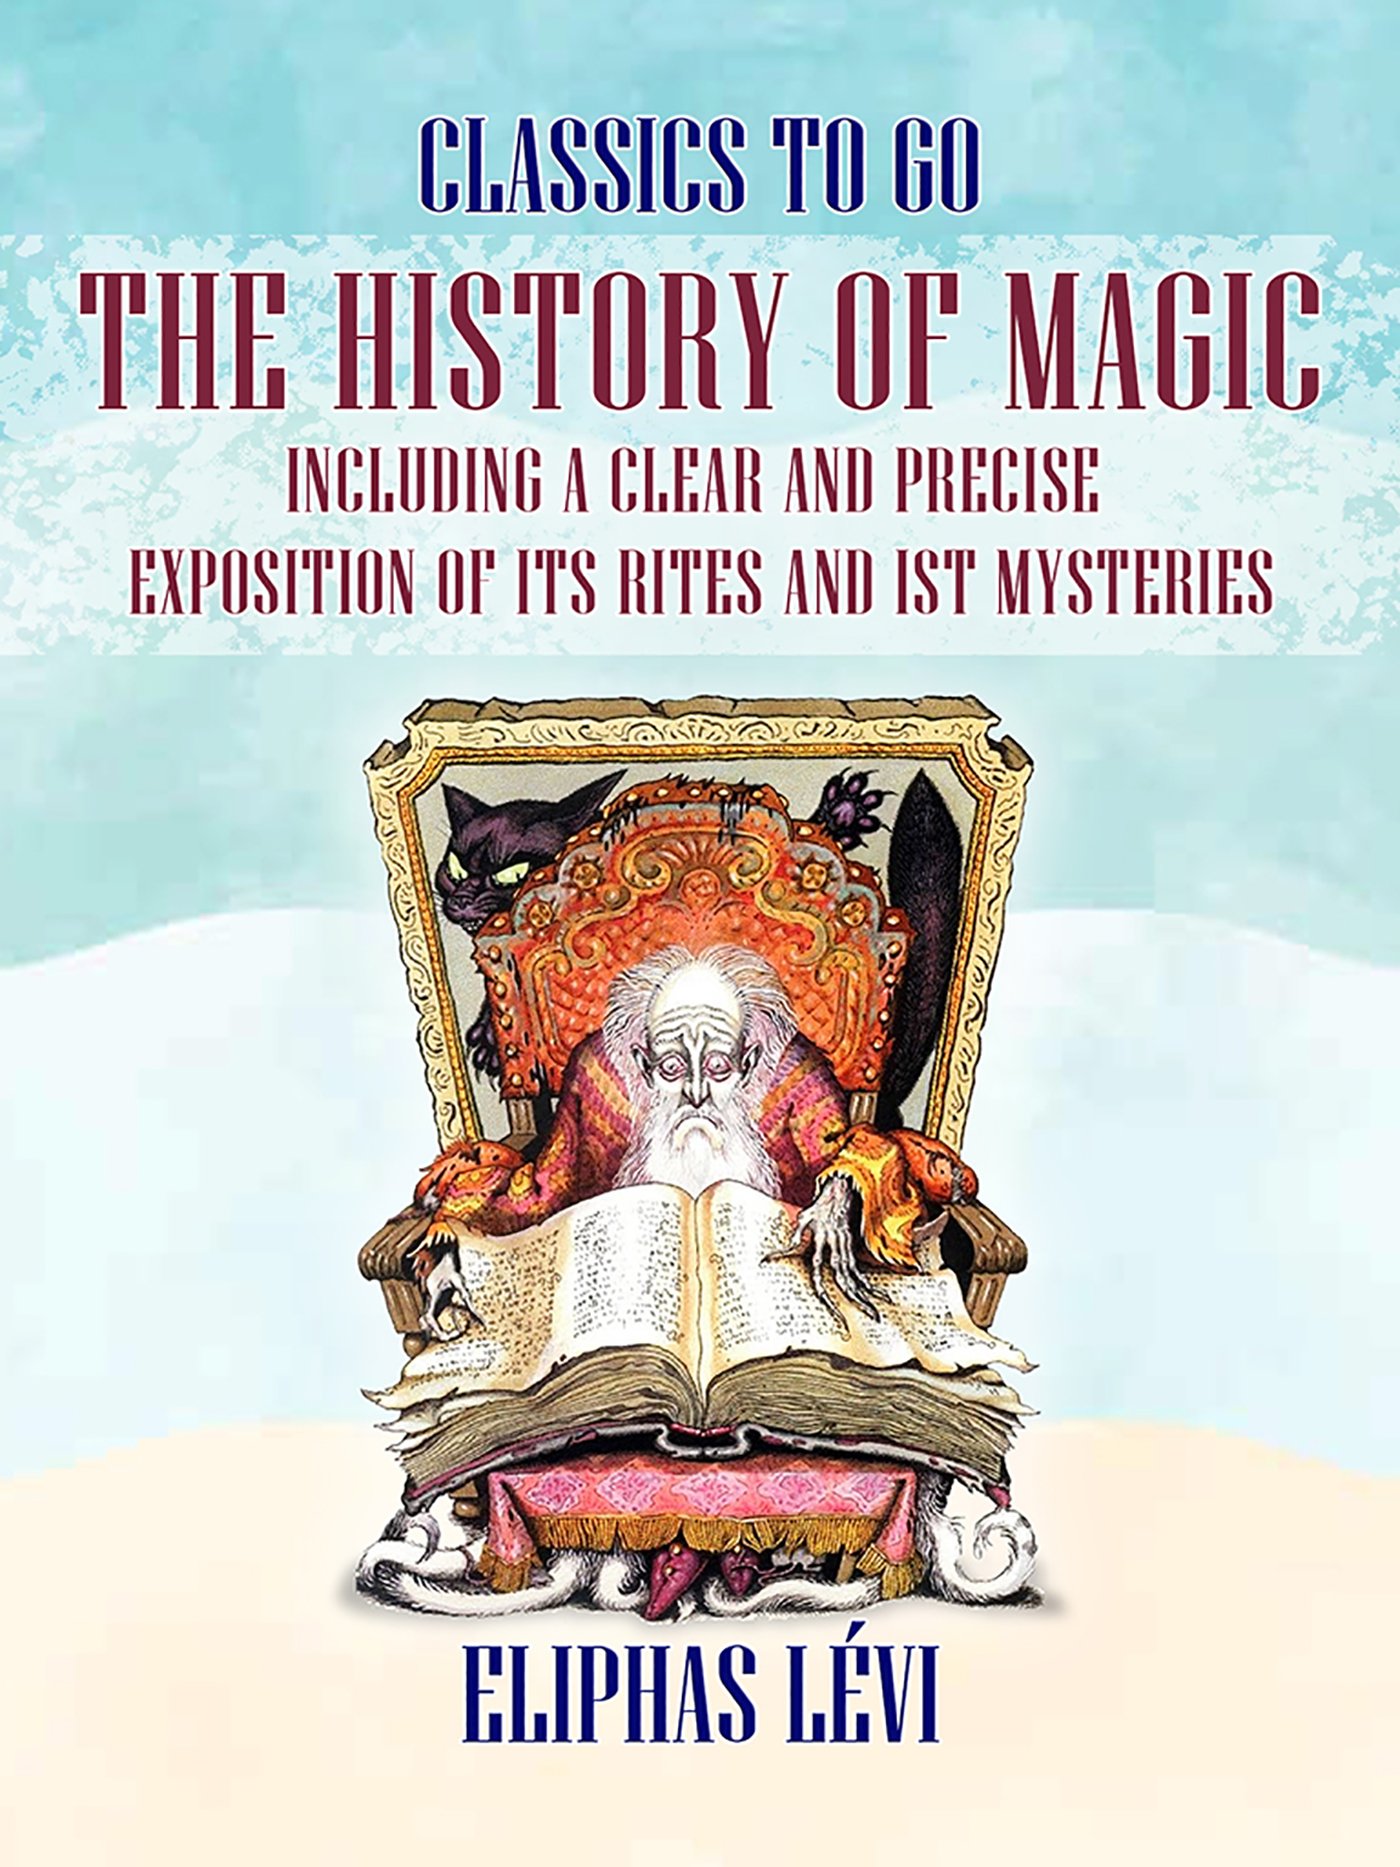 CLASSICS TO GO
THE HISTORY OF MAGIC
INCLUDING A CLEAR AND PRECISE
EXPOSITION OF ITS RITES AND IST MYSTERIES
ELIPHAS LÉVI